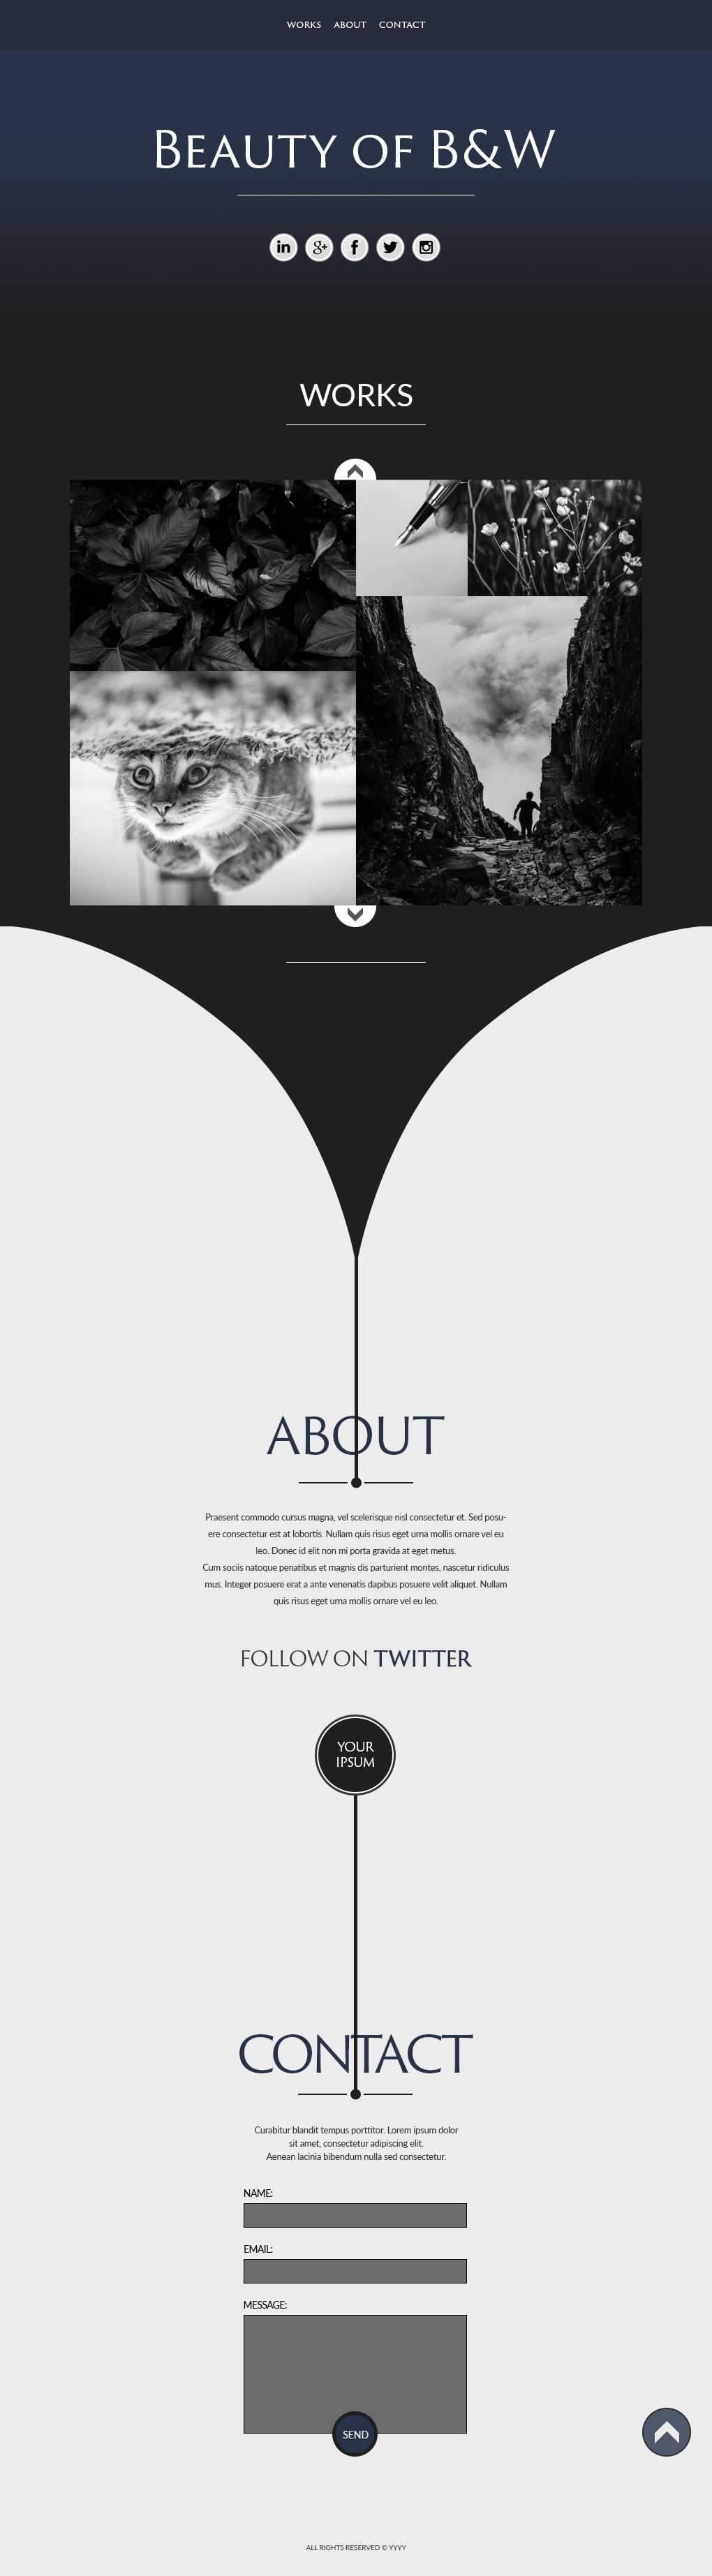 WORKS ABOUT CONTACT
BEAUTY OF B&W
in g+ f
WORKS
ABOUT
Praesent commodo cursus magna, vel scelerisque nisl consectetur et. Sed posu-
ere consectetur est at lobortis. Nullam quis risus eget urna mollis ornare vel eu
leo. Donec id elit non mi porta gravida at eget metus.
Cum sociis natoque penatibus et magnis dis parturient montes, nascetur ridiculus
mus. Integer posuere erat a ante venenatis dapibus posuere velit aliquet. Nullam
quis risus eget urna mollis ornare vel eu leo.
FOLLOW ON TWITTER
YOUR
IPSUM
CONTACT
Curabitur blandit tempus porttitor. Lorem ipsum dolor
sit amet, consectetur adipiscing elit.
Aenean lacinia bibendum nulla sed consectetur.
NAME:
EMAIL:
MESSAGE:
SEND
ALL RIGHTS RESERVED © YYYY